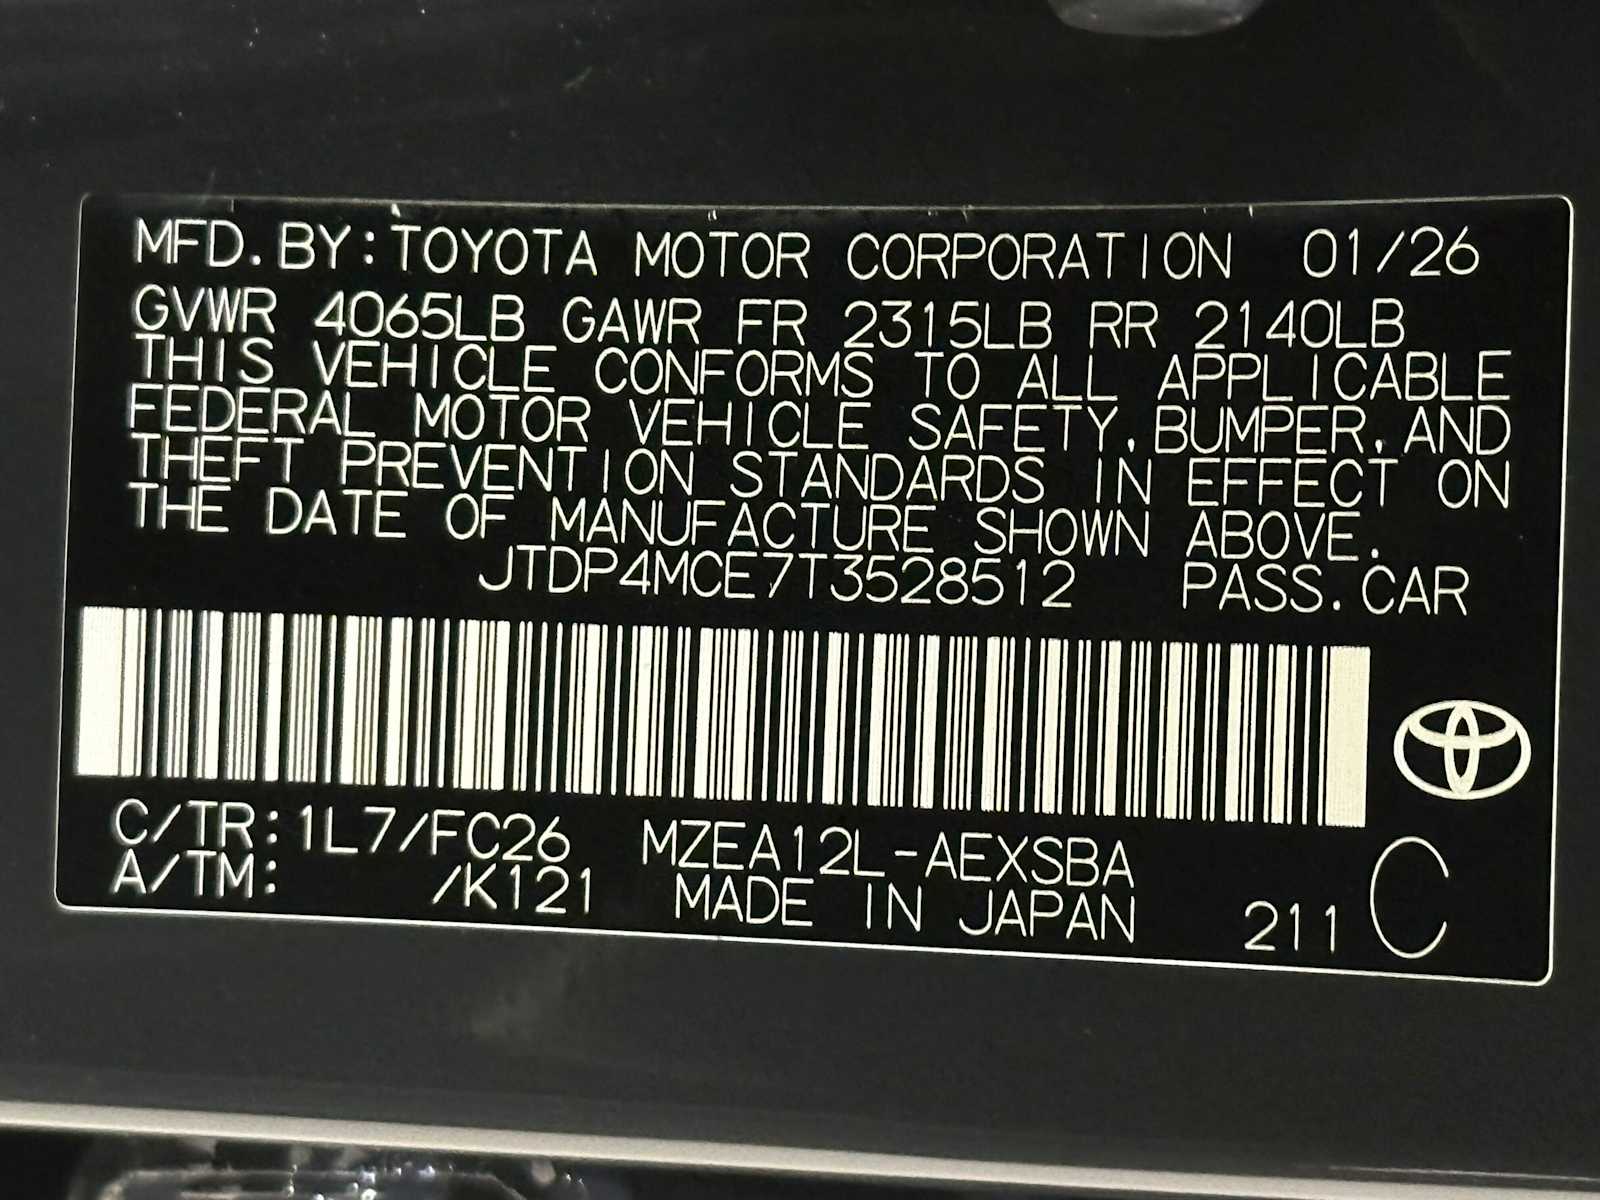 MFD. BY: TOYOTA MOTOR CORPORATION 01/26
GVWR 4065LB GAWR FR 2315LB RR 2140LB
THIS VEHICLE CONFORMS TO ALL APPLICABLE
FEDERAL MOTOR VEHICLE SAFETY, BUMPER, AND
THEFT PREVENTION STANDARDS IN EFFECT ON
THE DATE OF MANUFACTURE SHOWN ABOVE.
JTDP4MCE7T3528512 PASS. CAR
C/TR: 1L7/FC26 MZEA12L-AEXSBA
A/TM: /K121 MADE IN JAPAN 211 C